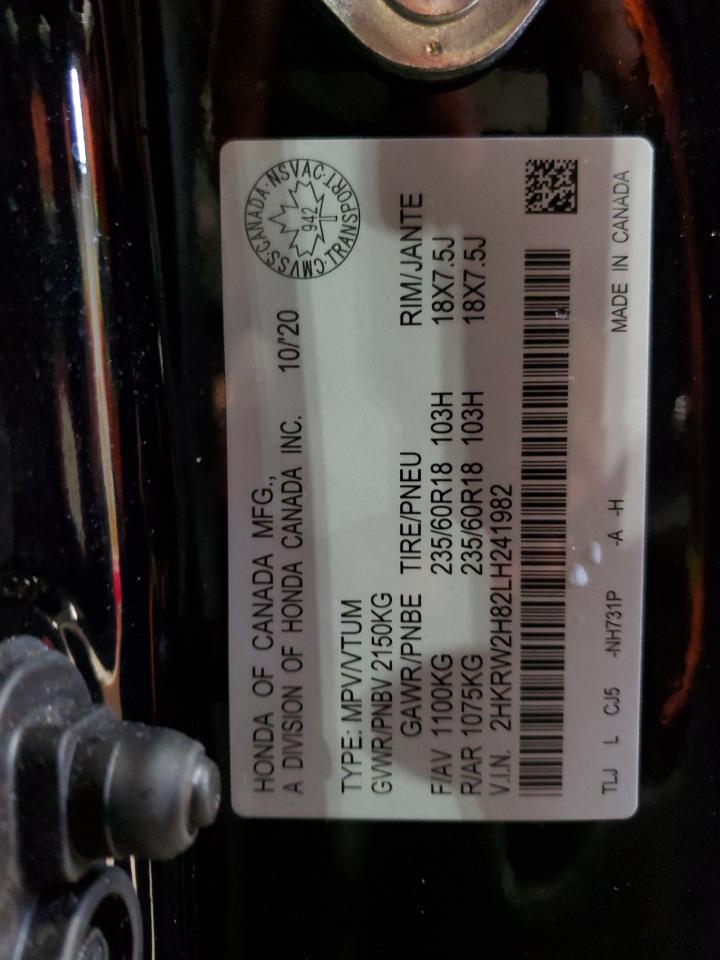 HONDA OF CANADA MFG.,
A DIVISION OF HONDA CANADA INC. 10/'20
CMVSS·CANADA·NSVAC·TRANSPORT·
942
TYPE: MPV/VTUM
GVWR/PNBV 2150KG
GAWR/PNBE TIRE/PNEU RIM/JANTE
F/AV 1100KG 235/60R18 103H 18X7.5J
R/AR 1075KG 235/60R18 103H 18X7.5J
V.I.N. 2HKRW2H82LH241982
TLJ L CJ5 -NH731P -A -H MADE IN CANADA